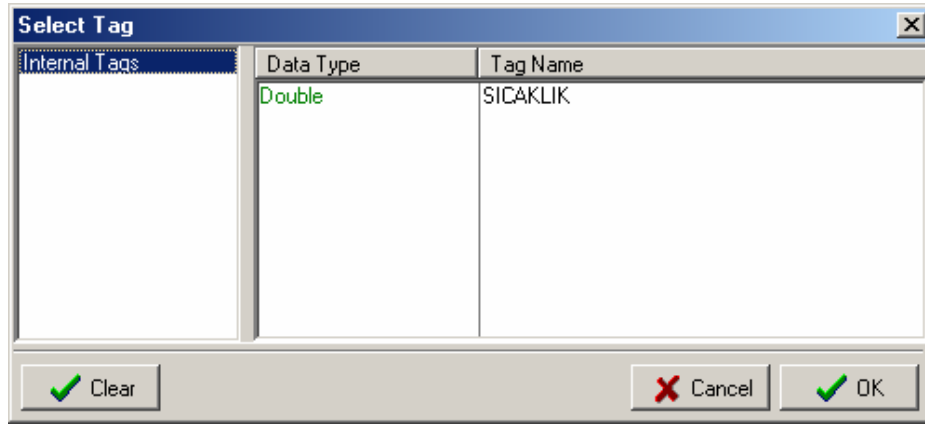 Select Tag
Internal Tags
Data Type Tag Name
Double SICAKLIK
Clear Cancel OK